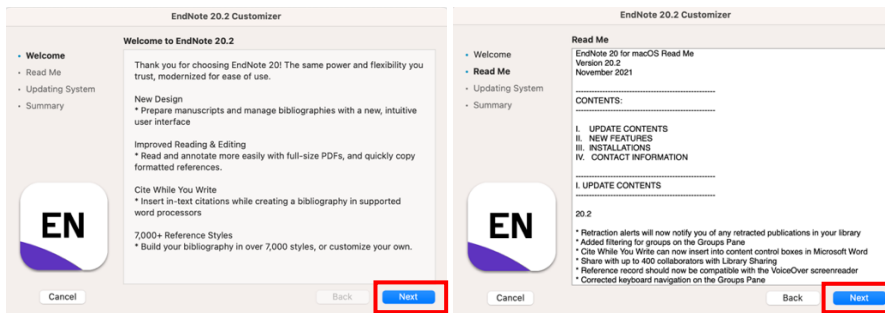 EndNote 20.2 Customizer
Welcome to EndNote 20.2
• Welcome
• Read Me
• Updating System
• Summary
Thank you for choosing EndNote 20! The same power and flexibility you
trust, modernized for ease of use.
New Design
* Prepare manuscripts and manage bibliographies with a new, intuitive
user interface
Improved Reading & Editing
* Read and annotate more easily with full-size PDFs, and quickly copy
formatted references.
Cite While You Write
* Insert in-text citations while creating a bibliography in supported
word processors
7,000+ Reference Styles
* Build your bibliography in over 7,000 styles, or customize your own.
EN
Cancel
Back
Next
EndNote 20.2 Customizer
Read Me
• Welcome
• Read Me
• Updating System
• Summary
EndNote 20 for macOS Read Me
Version 20.2
November 2021
--------------------------------------------------
CONTENTS:
--------------------------------------------------
I. UPDATE CONTENTS
II. NEW FEATURES
III. INSTALLATIONS
IV. CONTACT INFORMATION
--------------------------------------------------
I. UPDATE CONTENTS
--------------------------------------------------
20.2
* Retraction alerts will now notify you of any retracted publications in your library
* Added filtering for groups on the Groups Pane
* Cite While You Write can now insert into content control boxes in Microsoft Word
* Share with up to 400 collaborators with Library Sharing
* Reference record should now be compatible with the VoiceOver screenreader
* Corrected keyboard navigation on the Groups Pane
EN
Cancel
Back
Next